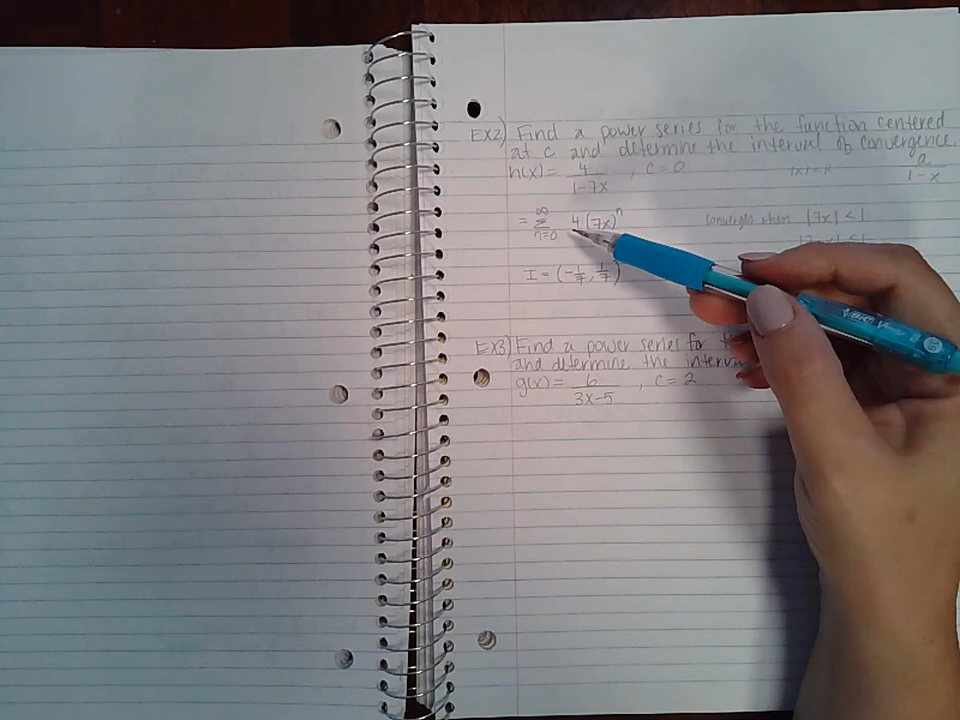 Ex2) Find a power series for the function centered
at c and determine the interval of convergence.
h(x) = 4/(1-7x) , c = 0
a/(1-x)
= ∞ Σ n=0 4(7x)^n
converges when |7x| < 1
I = (-1/7, 1/7)
Ex3) Find a power series for
and determine the interva
g(x) = 6/(3x-5) , c = 2
BIC